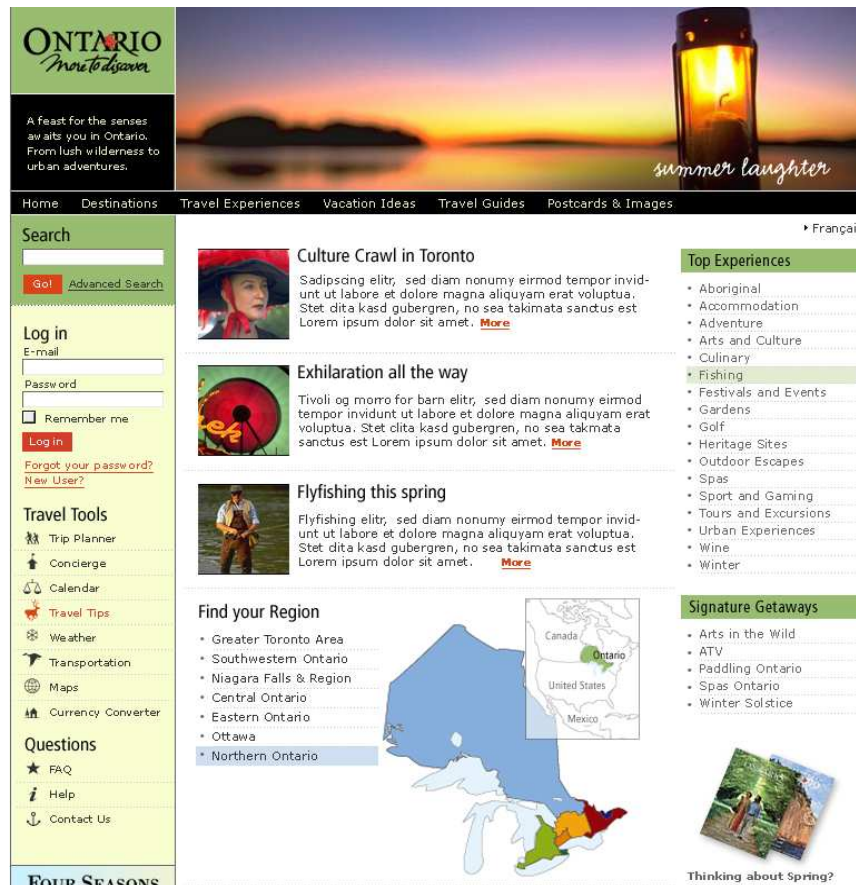 ONTARIO
More to discover
A feast for the senses
awaits you in Ontario.
From lush wilderness to
urban adventures.
summer laughter
Home Destinations Travel Experiences Vacation Ideas Travel Guides Postcards & Images
Search
Go! Advanced Search
Log in
E-mail
Password
Remember me
Log in
Forgot your password?
New User?
Travel Tools
Trip Planner
Concierge
Calendar
Travel Tips
Weather
Transportation
Maps
Currency Converter
Questions
FAQ
Help
Contact Us
FOUR SEASONS
Culture Crawl in Toronto
Sadipscing elitr, sed diam nonumy eirmod tempor invid-
unt ut labore et dolore magna aliquyam erat voluptua.
Stet clita kasd gubergren, no sea takimata sanctus est
Lorem ipsum dolor sit amet. More
Exhilaration all the way
Tivoli og morro for barn elitr, sed diam nonumy eirmod
tempor invidunt ut labore et dolore magna aliquyam erat
voluptua. Stet clita kasd gubergren, no sea takmata
sanctus est Lorem ipsum dolor sit amet. More
Flyfishing this spring
Flyfishing elitr, sed diam nonumy eirmod tempor invid-
unt ut labore et dolore magna aliquyam erat voluptua.
Stet clita kasd gubergren, no sea takimata sanctus est
Lorem ipsum dolor sit amet. More
Find your Region
Greater Toronto Area
Southwestern Ontario
Niagara Falls & Region
Central Ontario
Eastern Ontario
Ottawa
Northern Ontario
Canada
Ontario
United States
Mexico
Françai
Top Experiences
Aboriginal
Accommodation
Adventure
Arts and Culture
Culinary
Fishing
Festivals and Events
Gardens
Golf
Heritage Sites
Outdoor Escapes
Spas
Sport and Gaming
Tours and Excursions
Urban Experiences
Wine
Winter
Signature Getaways
Arts in the Wild
ATV
Paddling Ontario
Spas Ontario
Winter Solstice
Thinking about Spring?